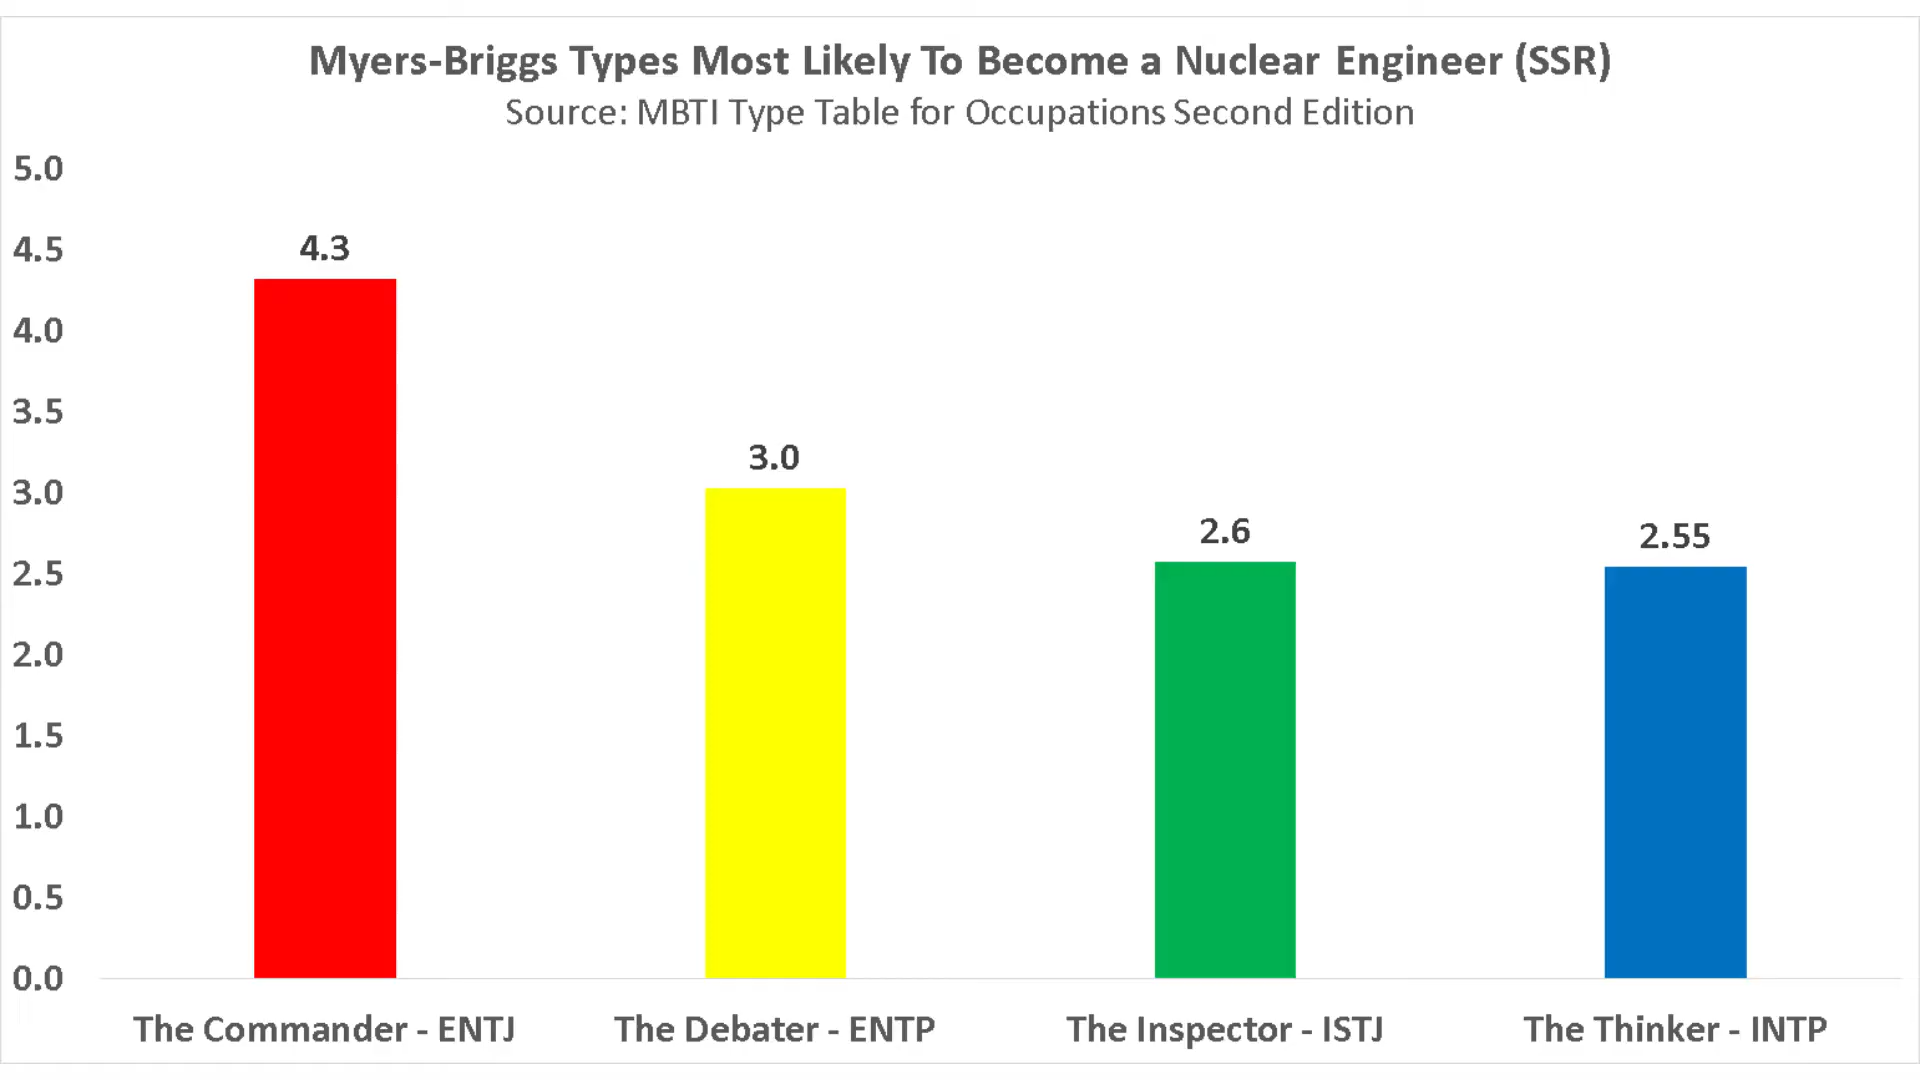 Myers-Briggs Types Most Likely To Become a Nuclear Engineer (SSR)
Source: MBTI Type Table for Occupations Second Edition
5.0
4.5
4.0
3.5
3.0
2.5
2.0
1.5
1.0
0.5
0.0
4.3
3.0
2.6
2.55
The Commander - ENTJ
The Debater - ENTP
The Inspector - ISTJ
The Thinker - INTP